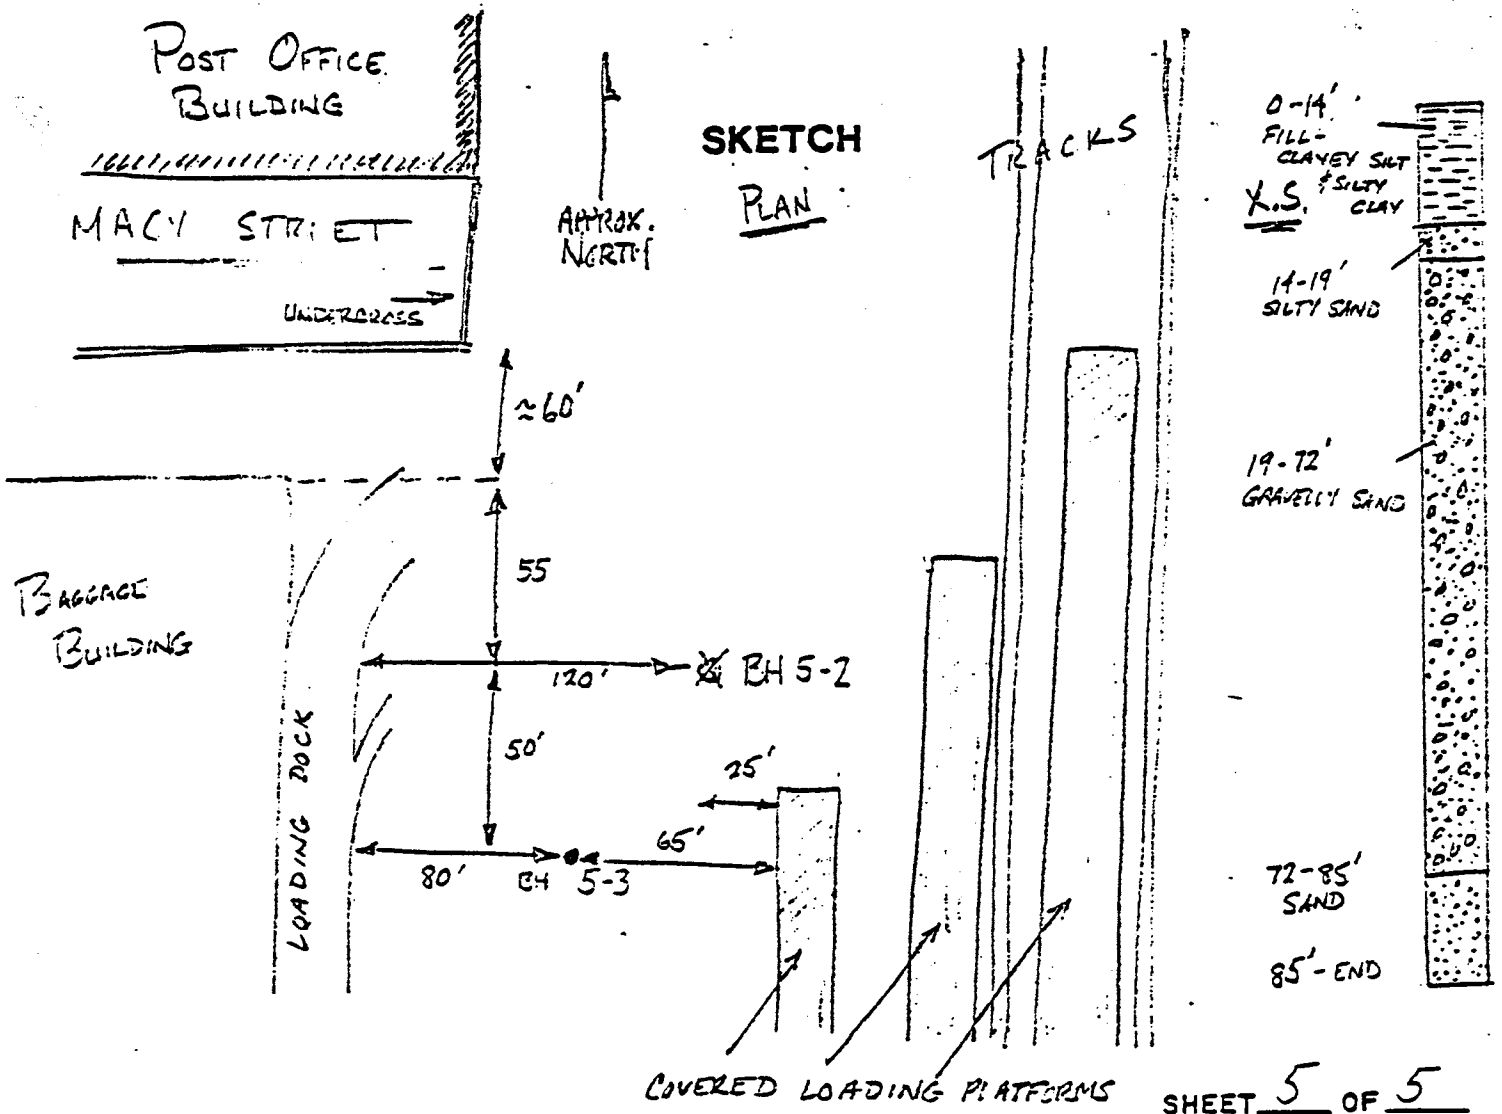 POST OFFICE
BUILDING
MACY STREET
UNDERCROSS
APPROX.
NORTH
SKETCH
PLAN
TRACKS
0-14'
FILL-
CLAYEY SILT
& SILTY
CLAY
X.S.
14-19'
SILTY SAND
≈60'
19-72'
GRAVELLY SAND
55
BAGGAGE
BUILDING
120'
BH 5-2
50'
LOADING DOCK
25'
65'
80'
BH 5-3
72-85'
SAND
85'-END
COVERED LOADING PLATFORMS
SHEET 5 OF 5